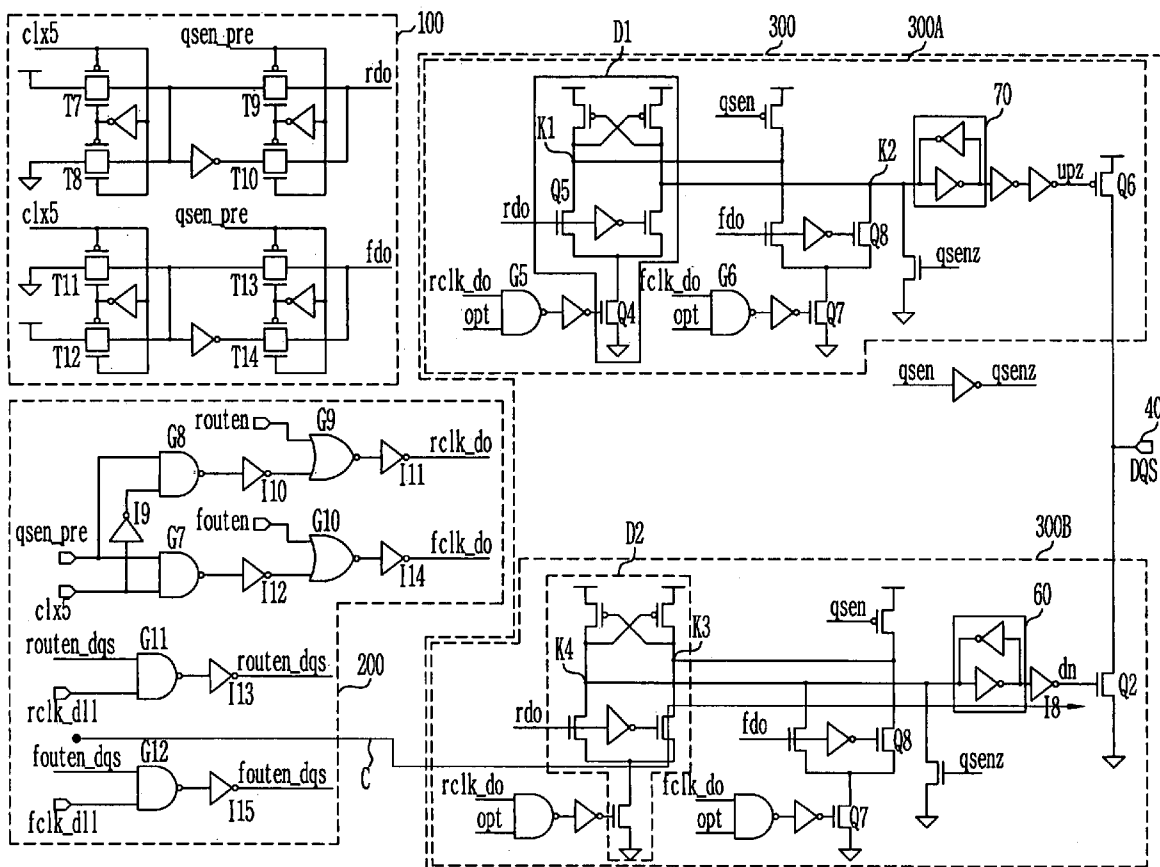 100
clx5
qsen_pre
T7
T9
rdo
T8
T10
clx5
qsen_pre
T11
T13
fdo
T12
T14
300
300A
D1
qsen
70
K1
K2
Q5
rdo
fdo
Q8
upz
Q6
rclk_do
G5
opt
Q4
fclk_do
G6
opt
Q7
qsenz
qsen
qsenz
40
DQS
routen
G9
G8
I10
I11
rclk_do
I9
qsen_pre
fouten
G10
G7
I12
I14
fclk_do
clx5
routen_dqs
G11
I13
routen_dqs
200
rclk_dll
fouten_dqs
G12
I15
fouten_dqs
C
fclk_dll
300B
D2
qsen
60
K4
K3
dn
I8
Q2
rdo
fdo
Q8
rclk_do
opt
fclk_do
opt
Q7
qsenz